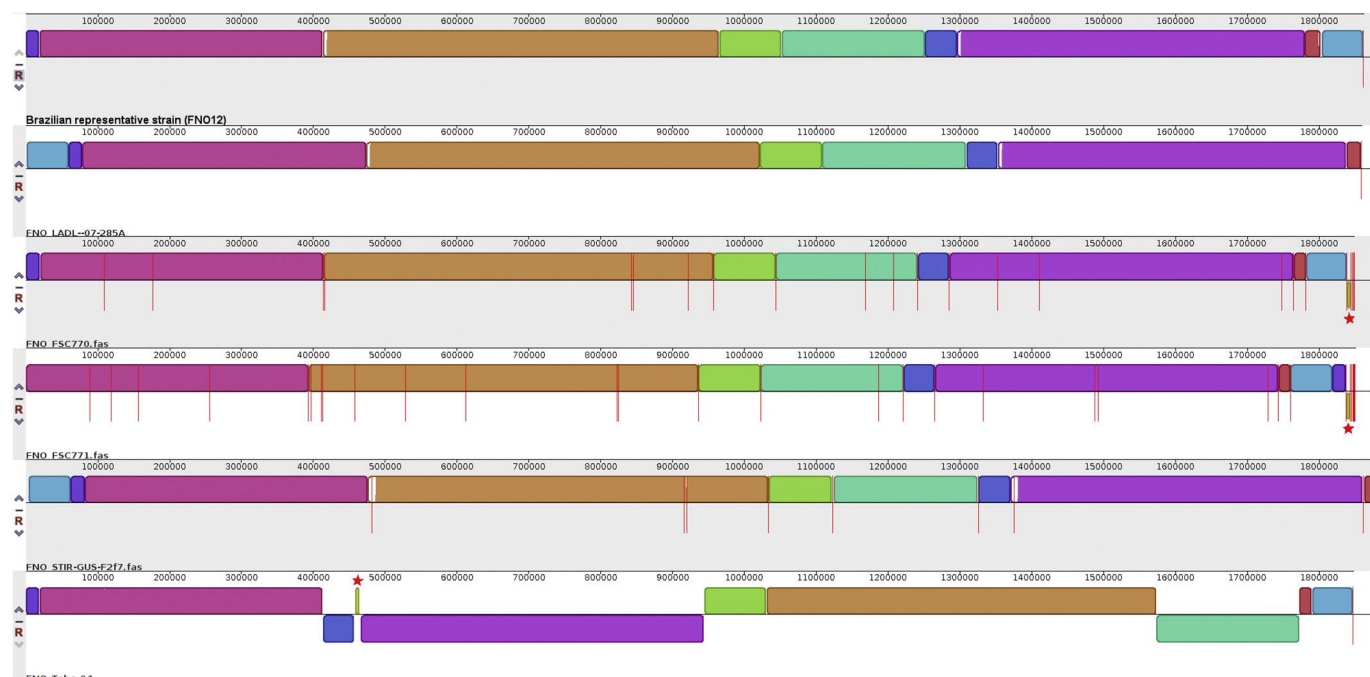 100000 200000 300000 400000 500000 600000 700000 800000 900000 1000000 1100000 1200000 1300000 1400000 1500000 1600000 1700000 1800000
R
Brazilian representative strain (FNO12)
100000 200000 300000 400000 500000 600000 700000 800000 900000 1000000 1100000 1200000 1300000 1400000 1500000 1600000 1700000 1800000
R
FNO_LADL--07-285A
100000 200000 300000 400000 500000 600000 700000 800000 900000 1000000 1100000 1200000 1300000 1400000 1500000 1600000 1700000 1800000
R
FNO_FSC770.fas
100000 200000 300000 400000 500000 600000 700000 800000 900000 1000000 1100000 1200000 1300000 1400000 1500000 1600000 1700000 1800000
R
FNO_FSC771.fas
100000 200000 300000 400000 500000 600000 700000 800000 900000 1000000 1100000 1200000 1300000 1400000 1500000 1600000 1700000 1800000
R
FNO_STIR-GUS-F2f7.fas
100000 200000 300000 400000 500000 600000 700000 800000 900000 1000000 1100000 1200000 1300000 1400000 1500000 1600000 1700000 1800000
R